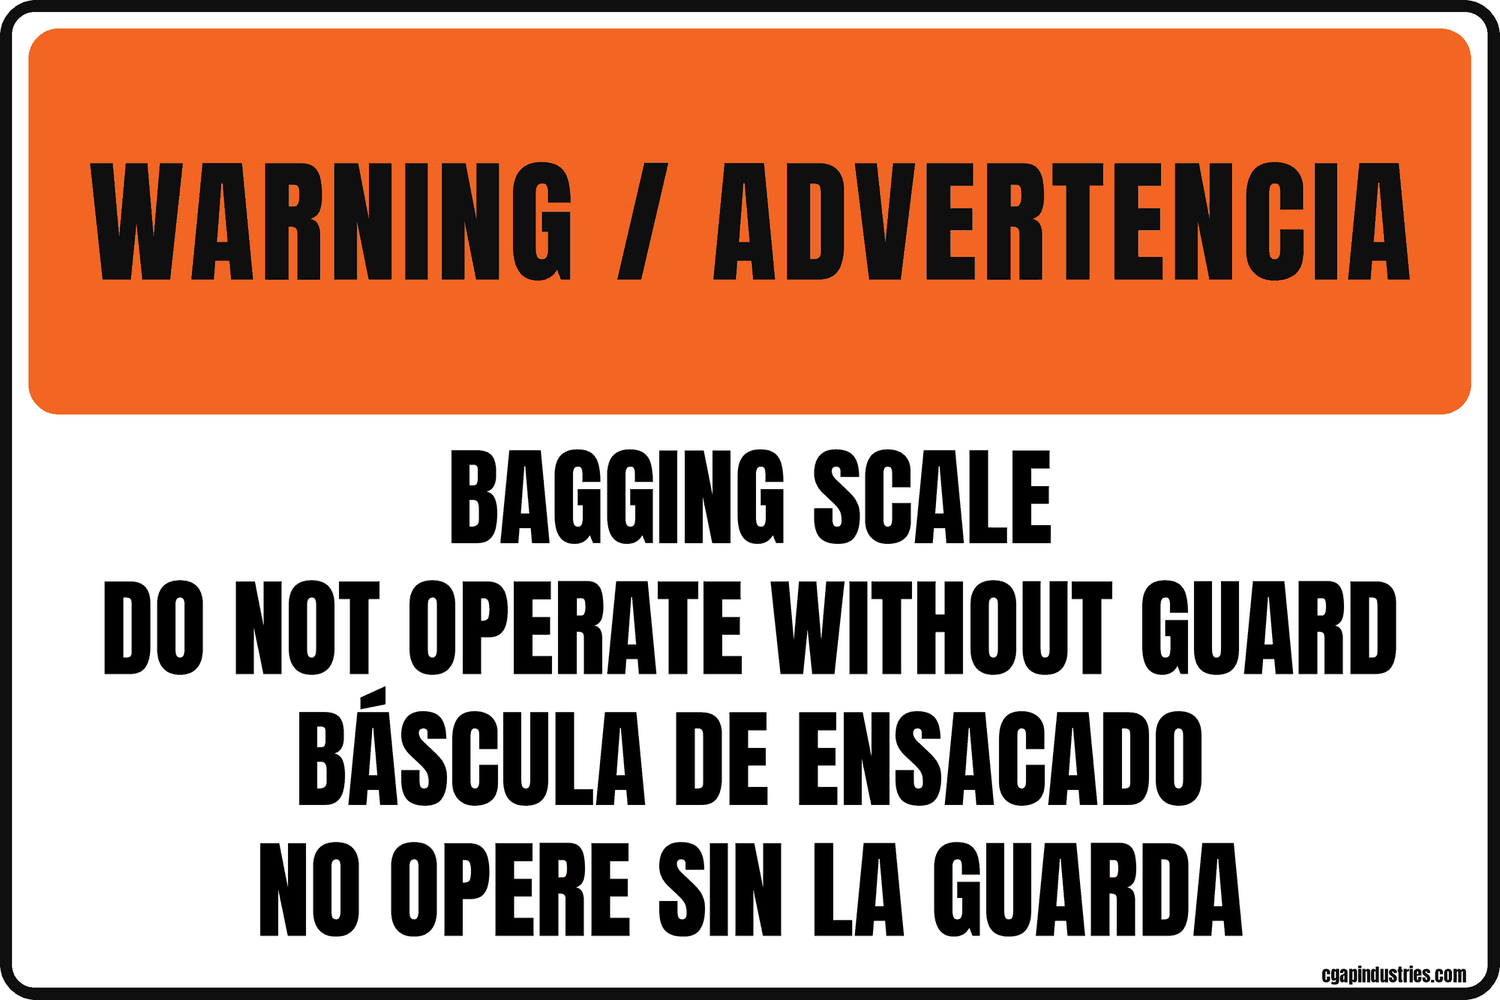 WARNING / ADVERTENCIA
BAGGING SCALE
DO NOT OPERATE WITHOUT GUARD
BÁSCULA DE ENSACADO
NO OPERE SIN LA GUARDA
cgapindustries.com